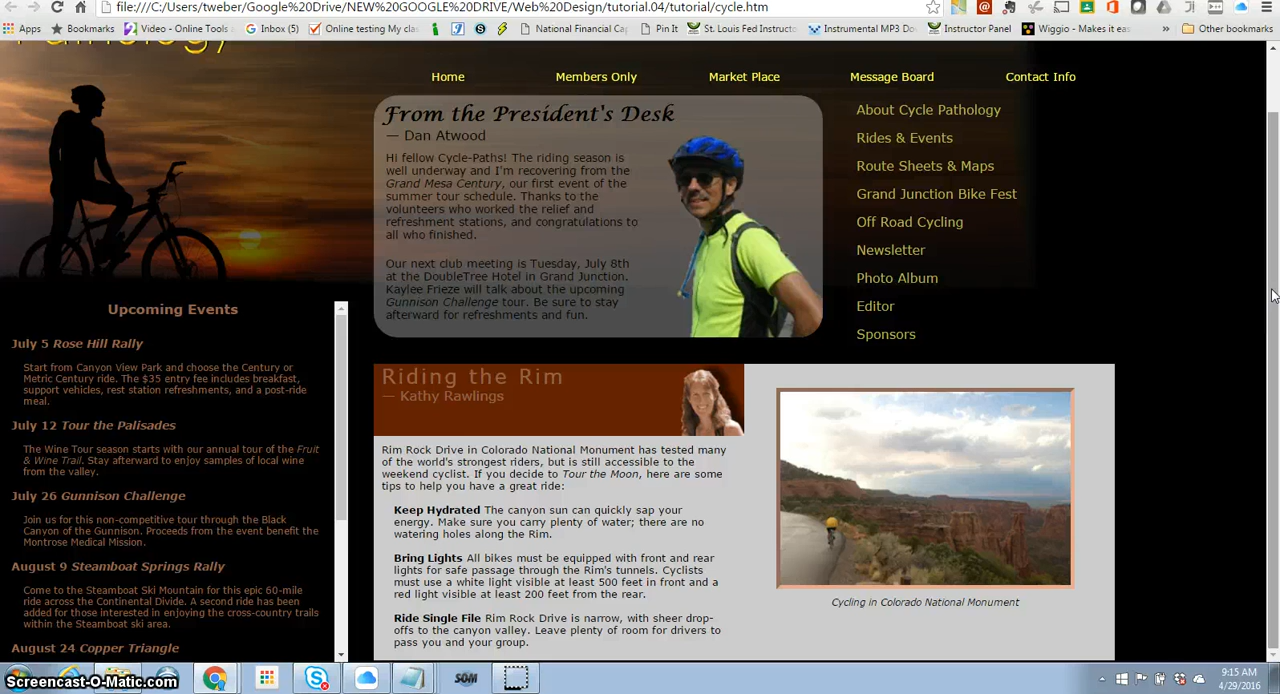 file:///C:/Users/tweber/Google%20Drive/NEW%20GOOGLE%20DRIVE/Web%20Design/tutorial.04/tutorial/cycle.htm
Apps
Bookmarks
Video - Online Tools
Inbox (70)
Online testing My clas
National Financial Cap
Pin It
St. Louis Fed Instructo
Instrumental MP3 Do
Instructor Panel
Wiggio - Makes it eas
»
Other bookmarks
Pathology
Home
Members Only
Market Place
Message Board
Contact Info
From the President's Desk
— Dan Atwood
Hi fellow Cycle-Paths! The riding season is
well underway and I'm recovering from the
Grand Mesa Century, our first event of the
summer tour schedule. Thanks to the
volunteers who worked the relief and
refreshment stations, and congratulations to
all who finished.
Our next club meeting is Tuesday, July 8th
at the DoubleTree Hotel in Grand Junction.
Kaylee Frieze will talk about the upcoming
Gunnison Challenge tour. Be sure to stay
afterward for refreshments and fun.
About Cycle Pathology
Rides & Events
Route Sheets & Maps
Grand Junction Bike Fest
Off Road Cycling
Newsletter
Photo Album
Editor
Sponsors
Upcoming Events
July 5 Rose Hill Rally
Start from Canyon View Park and choose the Century or
Metric Century ride. The $35 entry fee includes breakfast,
support vehicles, rest station refreshments, and a post-ride
meal.
July 12 Tour the Palisades
The Wine Tour season starts with our annual tour of the Fruit
& Wine Trail. Stay afterward to enjoy samples of local wine
from the valley.
July 26 Gunnison Challenge
Join us for this non-competitive tour through the Black
Canyon of the Gunnison. Proceeds from the event benefit the
Montrose Medical Mission.
August 9 Steamboat Springs Rally
Come to the Steamboat Ski Mountain for this epic 60-mile
ride across the Continental Divide. A second ride has been
added for those interested in enjoying the cross-country trails
within the Steamboat ski area.
August 24 Copper Triangle
Riding the Rim
— Kathy Rawlings
Rim Rock Drive in Colorado National Monument has tested many
of the world's strongest riders, but is still accessible to the
weekend cyclist. If you decide to Tour the Moon, here are some
tips to help you have a great ride:
Keep Hydrated The canyon sun can quickly sap your
energy. Make sure you carry plenty of water; there are no
watering holes along the Rim.
Bring Lights All bikes must be equipped with front and rear
lights for safe passage through the Rim's tunnels. Cyclists
must use a white light visible at least 500 feet in front and a
red light visible at least 200 feet from the rear.
Ride Single File Rim Rock Drive is narrow, with sheer drop-
offs to the canyon valley. Leave plenty of room for drivers to
pass you and your group.
Cycling in Colorado National Monument
Screencast-O-Matic.com
SOM
9:15 AM
4/29/2016